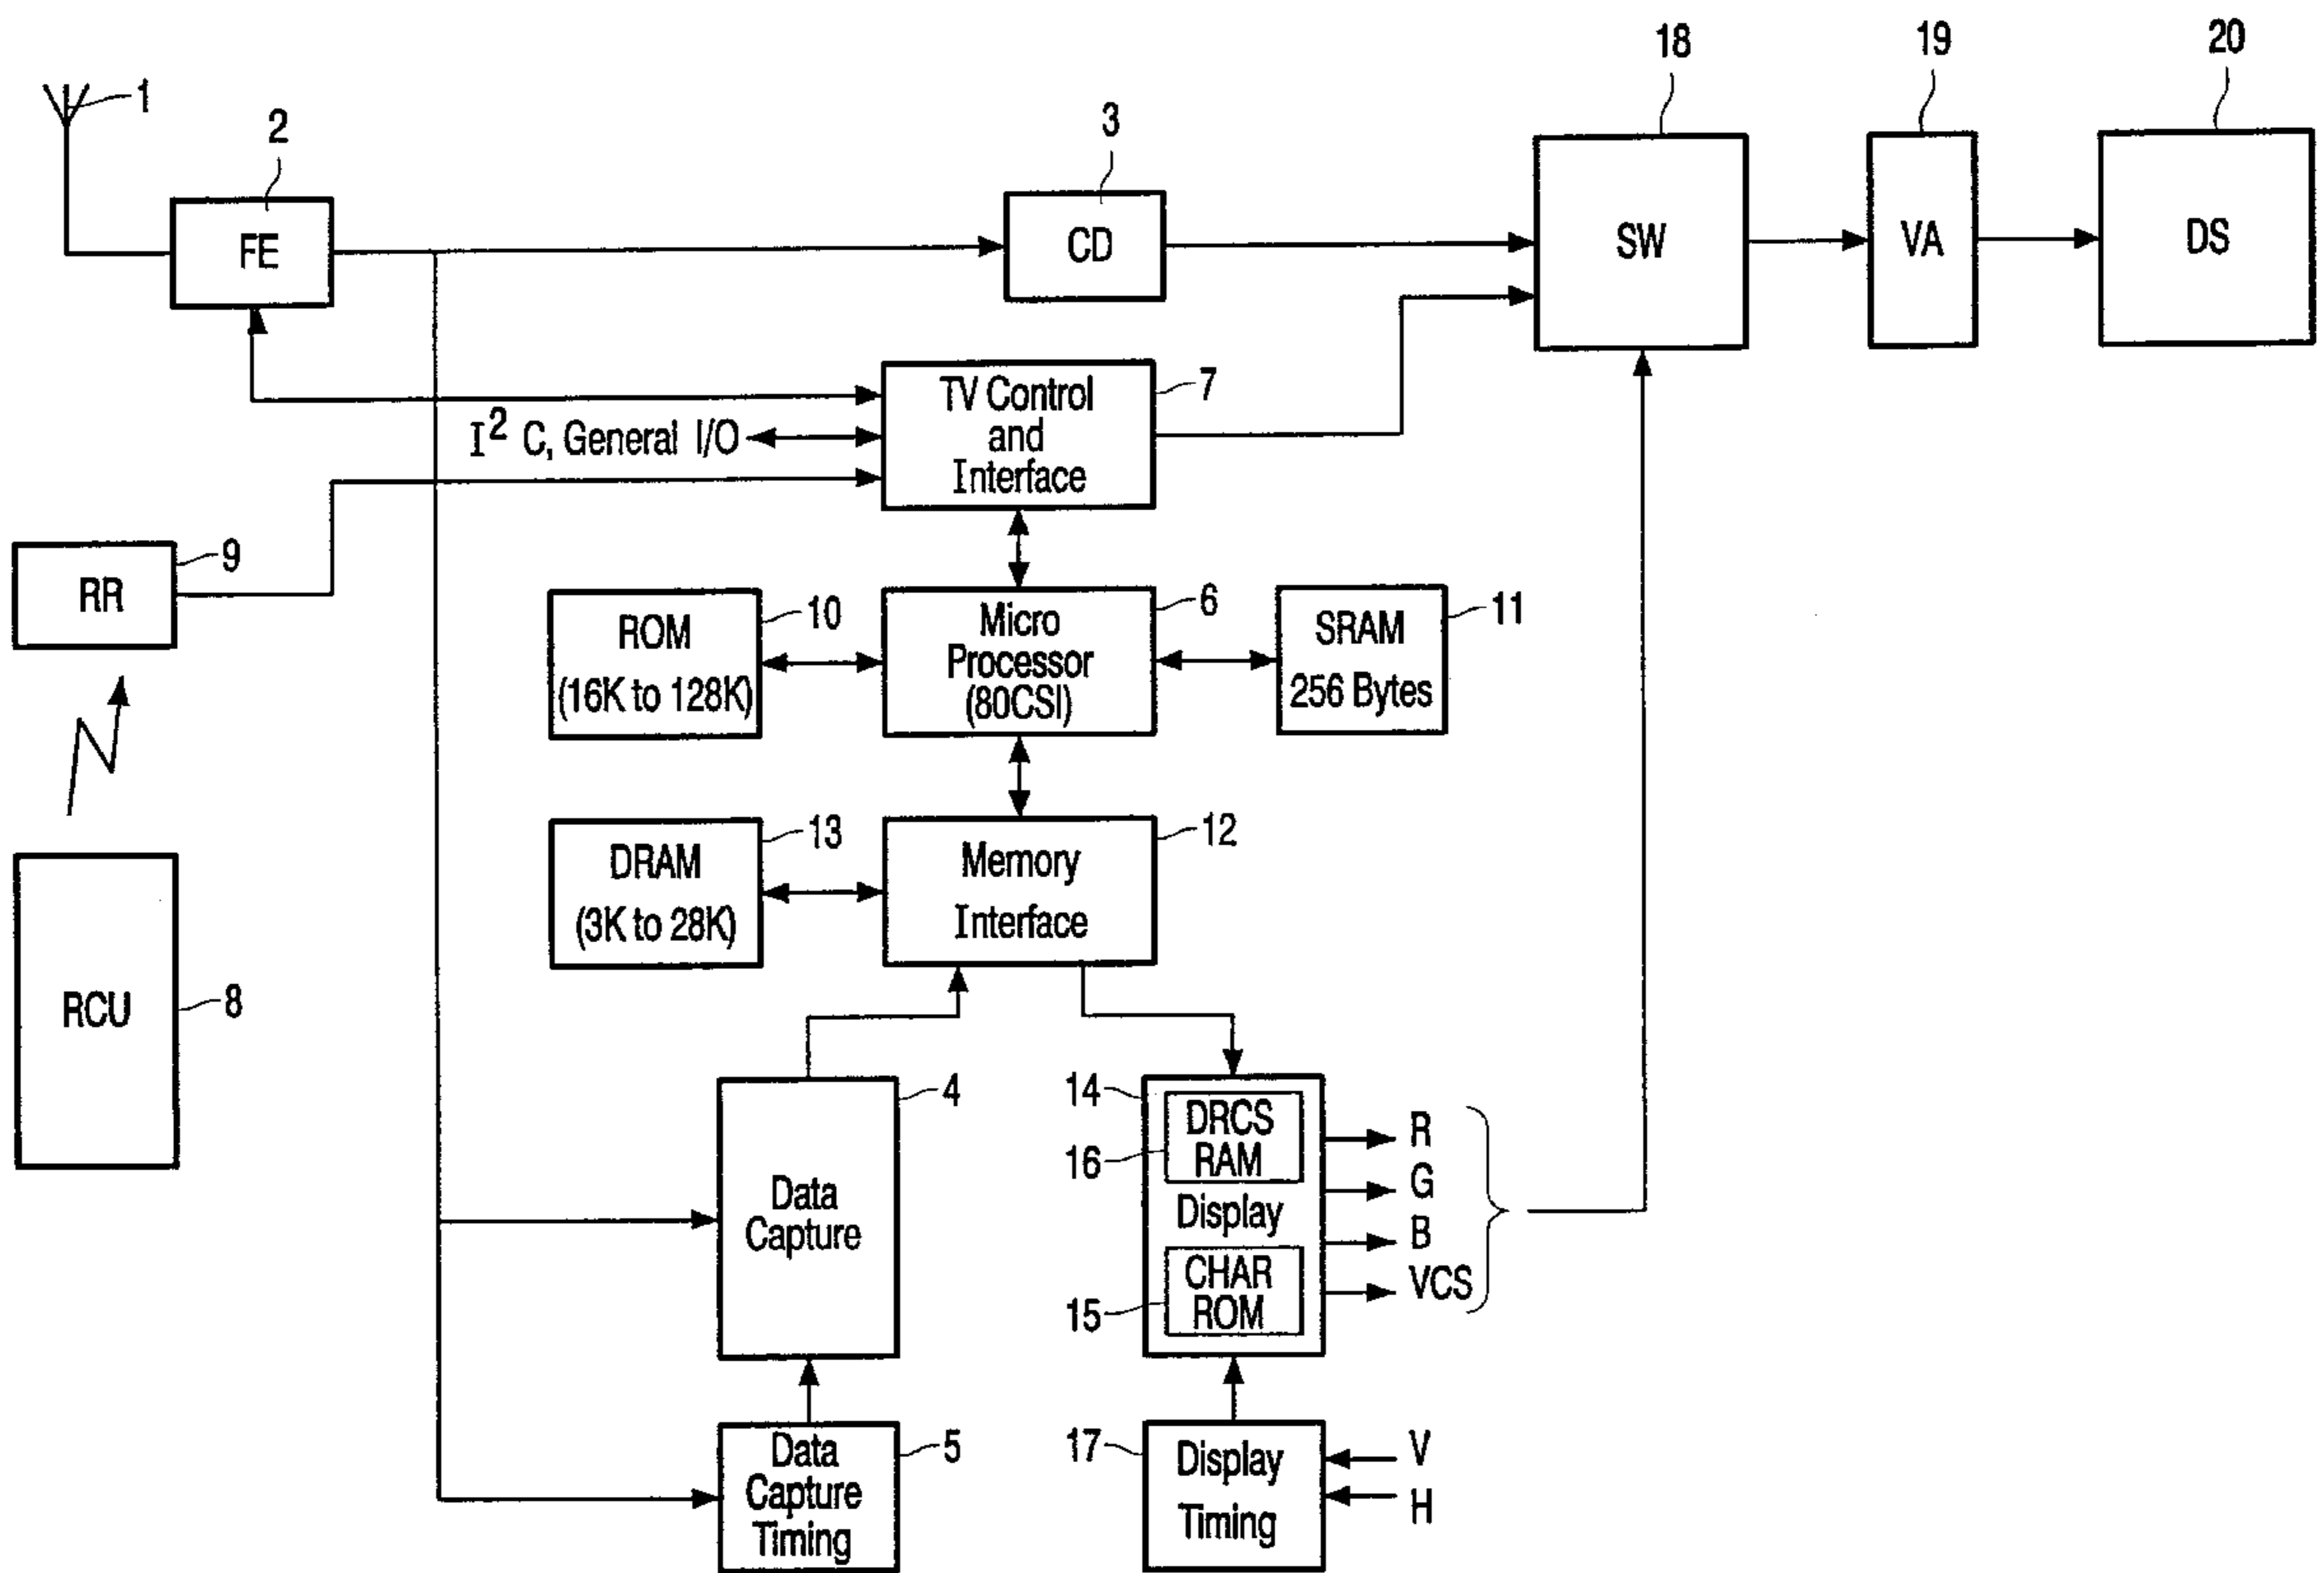 18
19
20
1
2
3
FE
CD
SW
VA
DS
TV Control
and
Interface
7
I² C, General I/O
RR
9
ROM
(16K to 128K)
10
Micro
Processor
(80CSI)
6
SRAM
256 Bytes
11
DRAM
(3K to 28K)
13
Memory
Interface
12
RCU
8
Data
Capture
4
14
DRCS
RAM
16
Display
CHAR
ROM
15
R
G
B
VCS
Data
Capture
Timing
5
17
Display
Timing
V
H